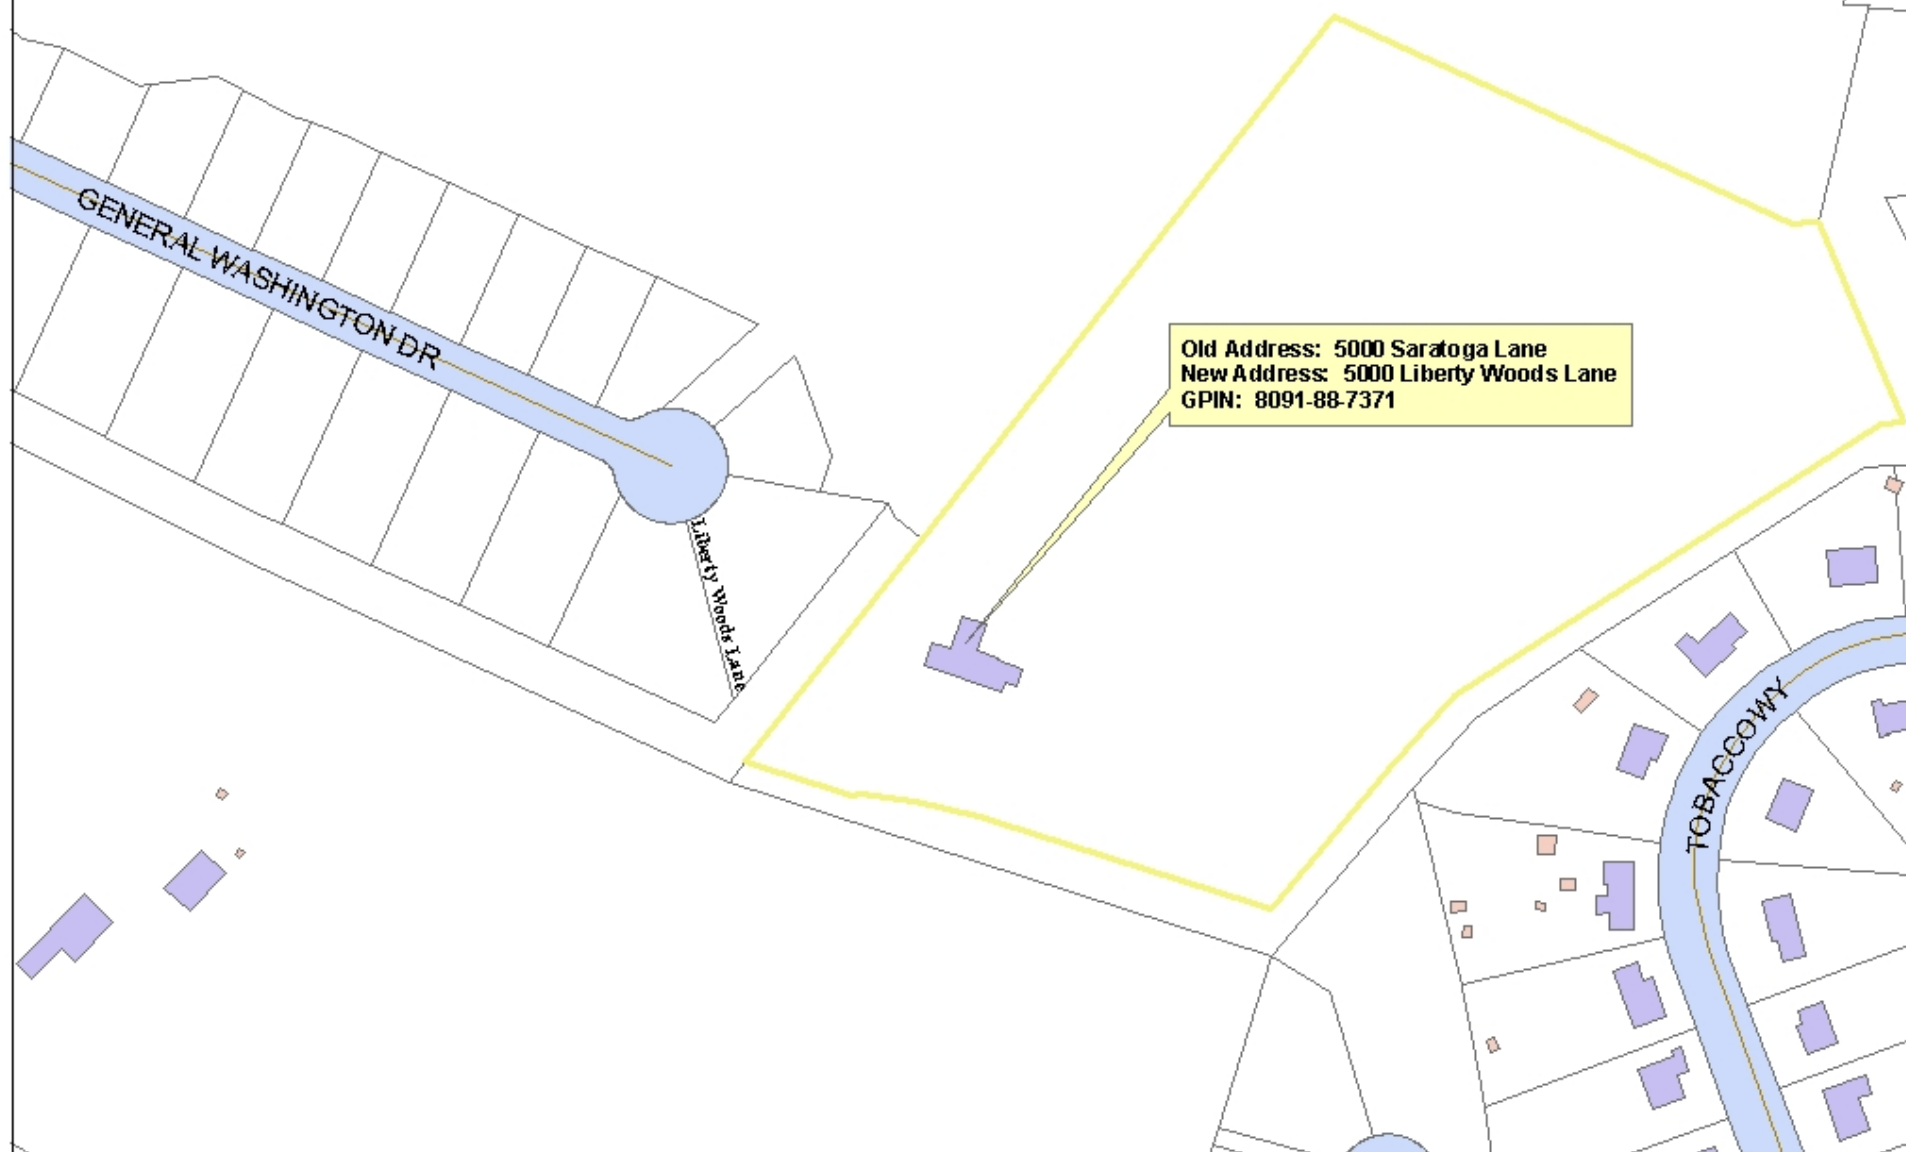 GENERAL WASHINGTON DR
Old Address: 5000 Saratoga Lane
New Address: 5000 Liberty Woods Lane
GPIN: 8091-88-7371
Liberty Woods Lane
TOBACCOWY